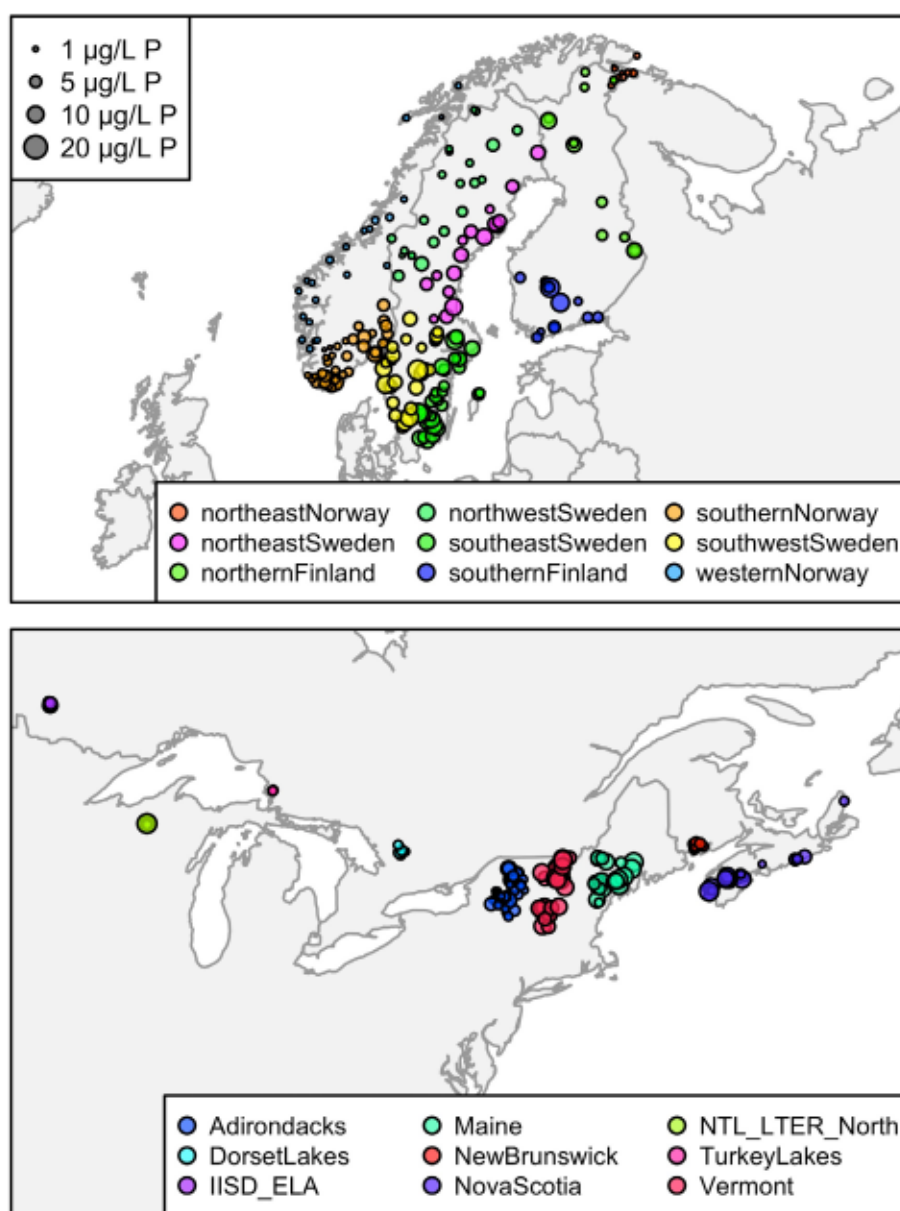 1 µg/L P
5 µg/L P
10 µg/L P
20 µg/L P
northeastNorway northwestSweden southernNorway
northeastSweden southeastSweden southwestSweden
northernFinland southernFinland westernNorway
Adirondacks Maine NTL_LTER_North
DorsetLakes NewBrunswick TurkeyLakes
IISD_ELA NovaScotia Vermont